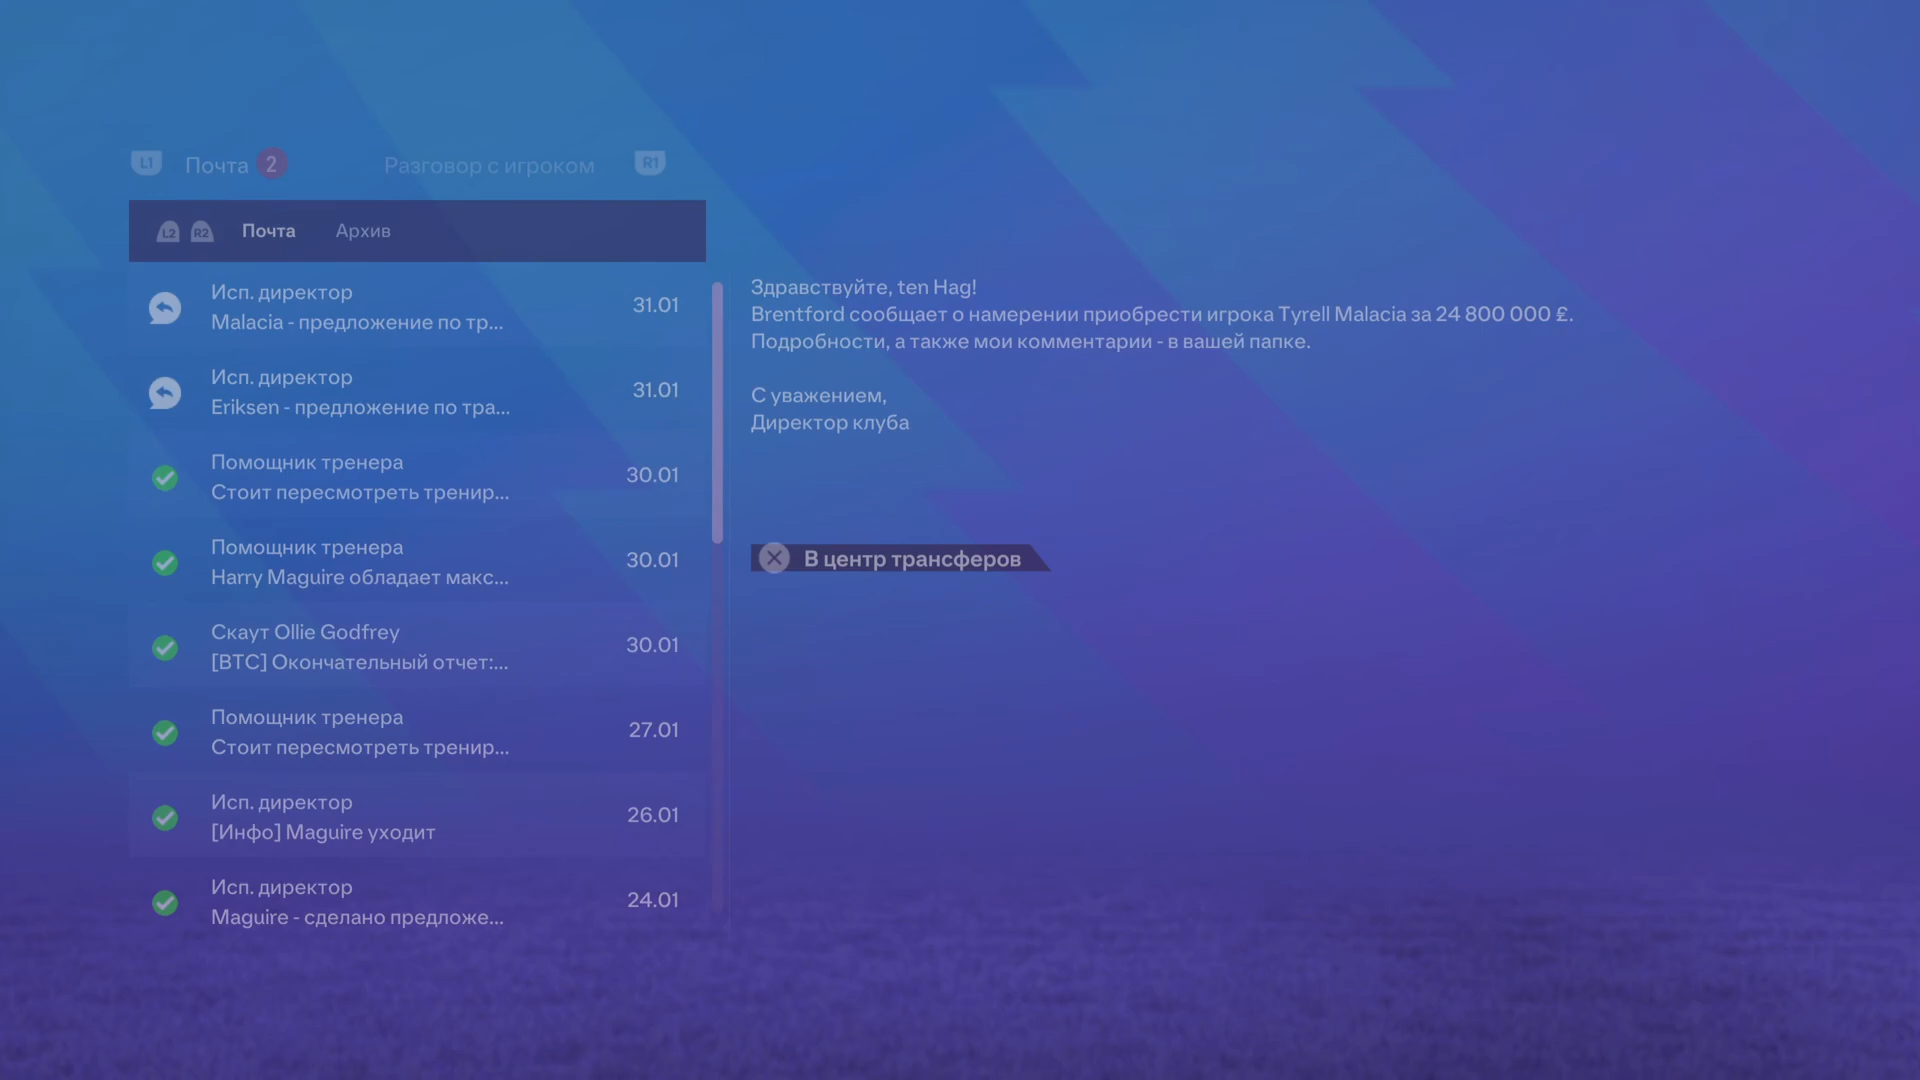 L1 Почта 2 Разговор с игроком R1
L2 R2 Почта Архив
Исп. директор
Malacia - предложение по тр...
31.01
Исп. директор
Eriksen - предложение по тра...
31.01
Помощник тренера
Стоит пересмотреть тренир...
30.01
Помощник тренера
Harry Maguire обладает макс...
30.01
Скаут Ollie Godfrey
[ВТС] Окончательный отчет:...
30.01
Помощник тренера
Стоит пересмотреть тренир...
27.01
Исп. директор
[Инфо] Maguire уходит
26.01
Исп. директор
Maguire - сделано предложе...
24.01
Здравствуйте, ten Hag!
Brentford сообщает о намерении приобрести игрока Tyrell Malacia за 24 800 000 £.
Подробности, а также мои комментарии - в вашей папке.
С уважением,
Директор клуба
В центр трансферов